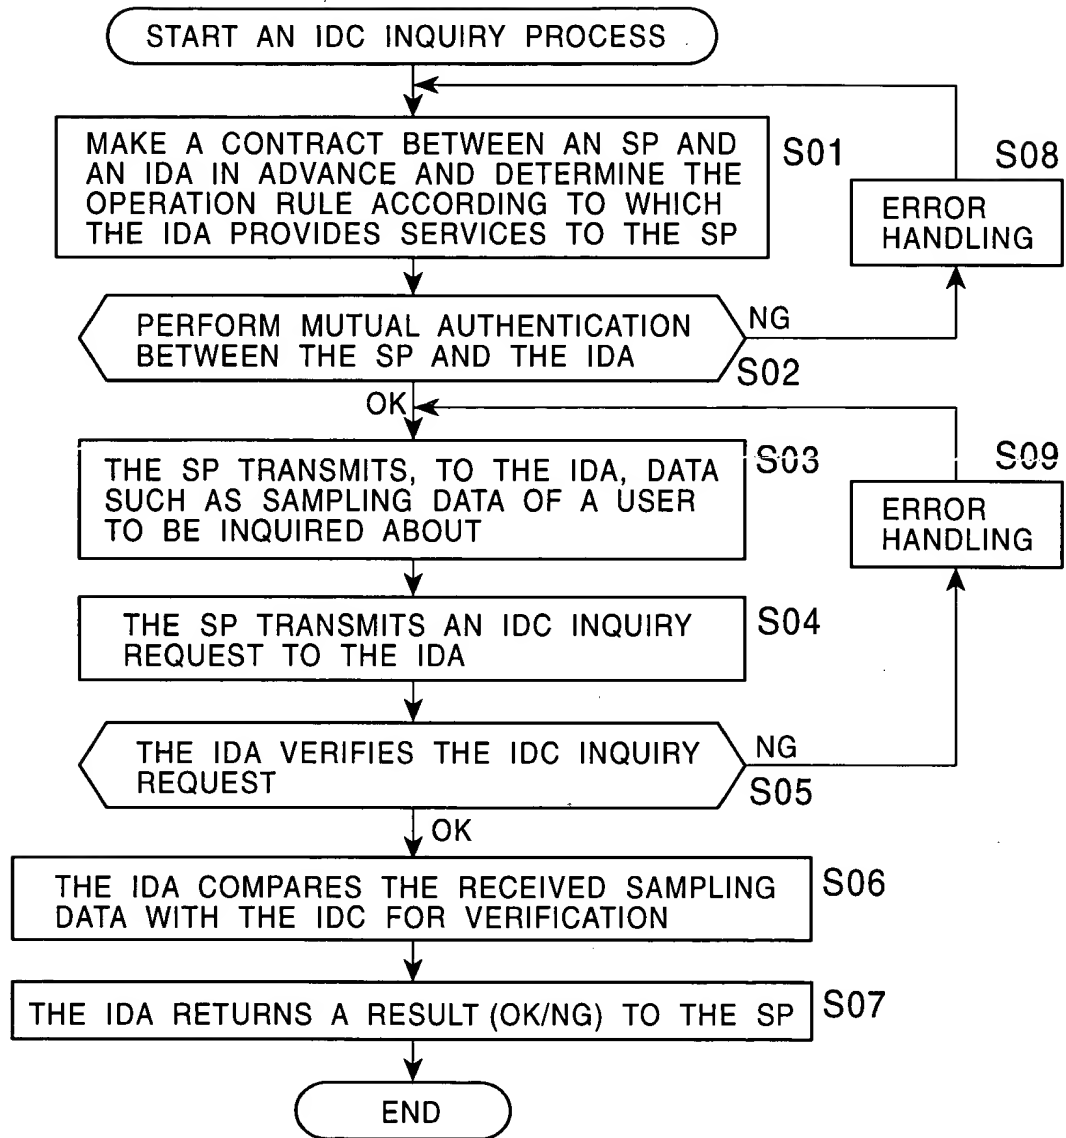 START AN IDC INQUIRY PROCESS
MAKE A CONTRACT BETWEEN AN SP AND
AN IDA IN ADVANCE AND DETERMINE THE
OPERATION RULE ACCORDING TO WHICH
THE IDA PROVIDES SERVICES TO THE SP
S01
S08
ERROR
HANDLING
PERFORM MUTUAL AUTHENTICATION
BETWEEN THE SP AND THE IDA
NG
S02
OK
THE SP TRANSMITS, TO THE IDA, DATA
SUCH AS SAMPLING DATA OF A USER
TO BE INQUIRED ABOUT
S03
S09
ERROR
HANDLING
THE SP TRANSMITS AN IDC INQUIRY
REQUEST TO THE IDA
S04
THE IDA VERIFIES THE IDC INQUIRY
REQUEST
NG
S05
OK
THE IDA COMPARES THE RECEIVED SAMPLING
DATA WITH THE IDC FOR VERIFICATION
S06
THE IDA RETURNS A RESULT (OK/NG) TO THE SP
S07
END